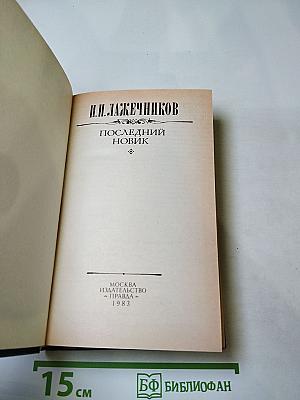 И.И.ЛАЖЕЧНИКОВ
ПОСЛЕДНИЙ
НОВИК
МОСКВА
ИЗДАТЕЛЬСТВО
«ПРАВДА»
1983
15 см
БФ БИБЛИОФАН